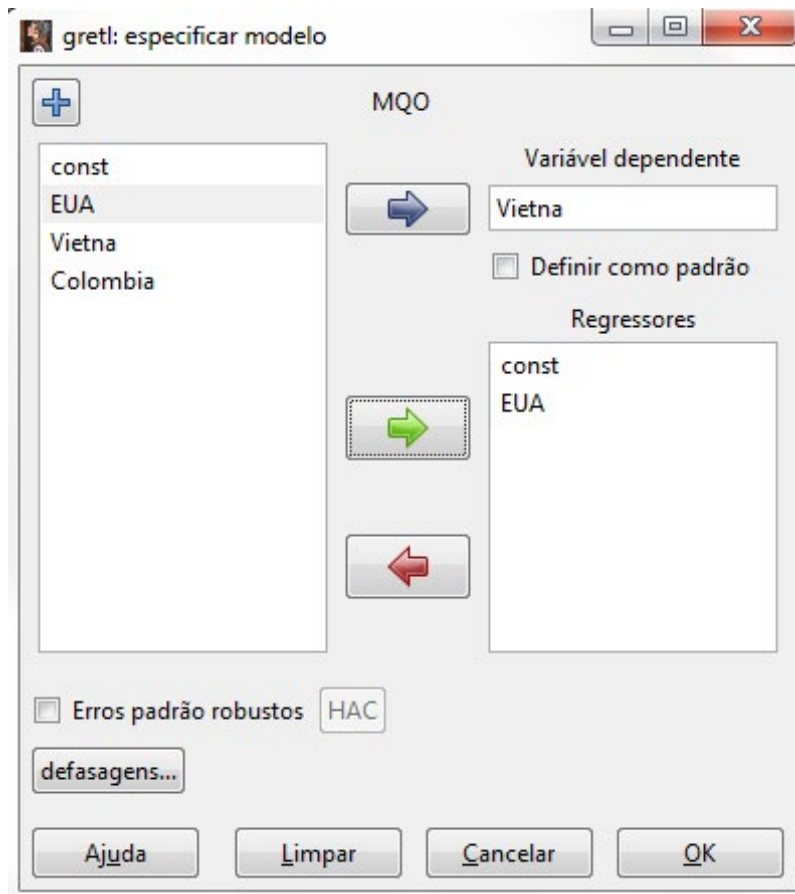 gretl: especificar modelo
MQO
const
EUA
Vietna
Colombia
Variável dependente
Vietna
Definir como padrão
Regressores
const
EUA
Erros padrão robustos HAC
defasagens...
Ajuda Limpar Cancelar OK